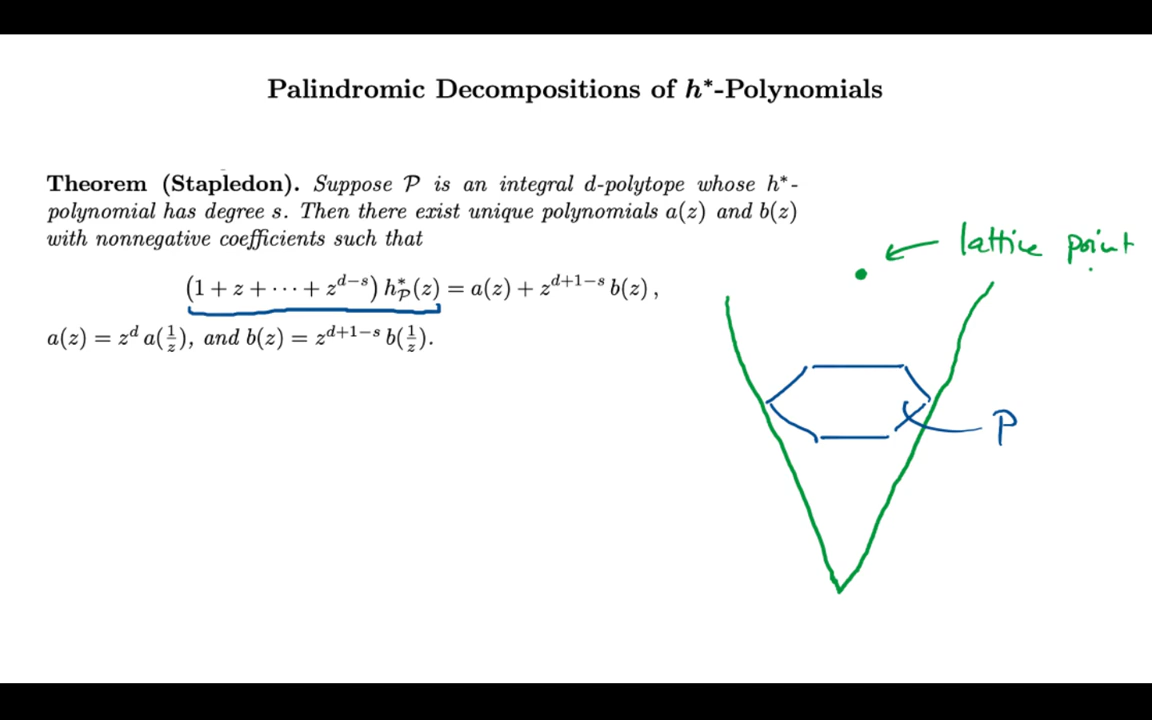 Palindromic Decompositions of h*-Polynomials
Theorem (Stapledon). Suppose P is an integral d-polytope whose h*-
polynomial has degree s. Then there exist unique polynomials a(z) and b(z)
with nonnegative coefficients such that
(1 + z + ⋯ + z^{d−s}) h*_P(z) = a(z) + z^{d+1−s} b(z) ,
a(z) = z^d a(1/z), and b(z) = z^{d+1−s} b(1/z).
lattice point
P